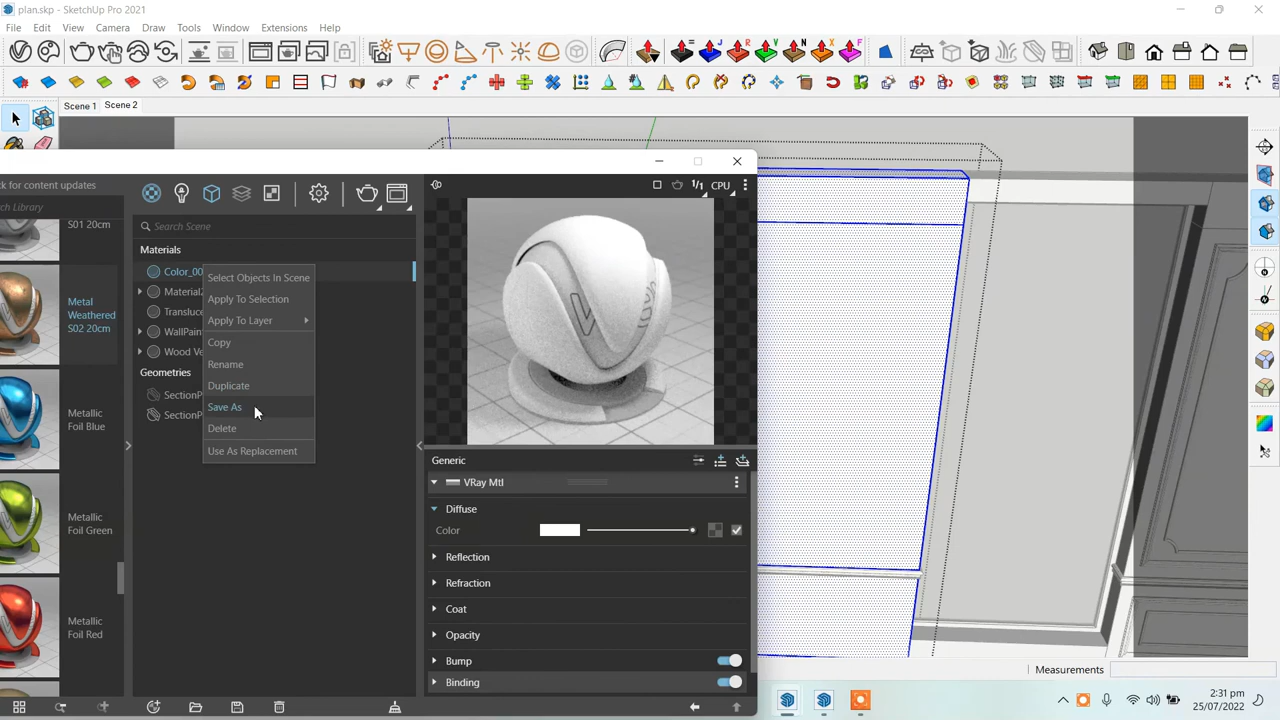 plan.skp - SketchUp Pro 2021
File Edit View Camera Draw Tools Window Extensions Help
Scene 1 Scene 2
ck for content updates
ch Library
S01 20cm
Metal
Weathered
S02 20cm
Metallic
Foil Blue
Metallic
Foil Green
Metallic
Foil Red
Search Scene
Materials
Color_00
Material2
Transluce
WallPain
Wood Ve
Geometries
SectionP
SectionP
Select Objects In Scene
Apply To Selection
Apply To Layer
Copy
Rename
Duplicate
Save As
Delete
Use As Replacement
1/1 CPU
Generic
VRay Mtl
Diffuse
Color
Reflection
Refraction
Coat
Opacity
Bump
Binding
Measurements
2:31 pm
25/07/2022